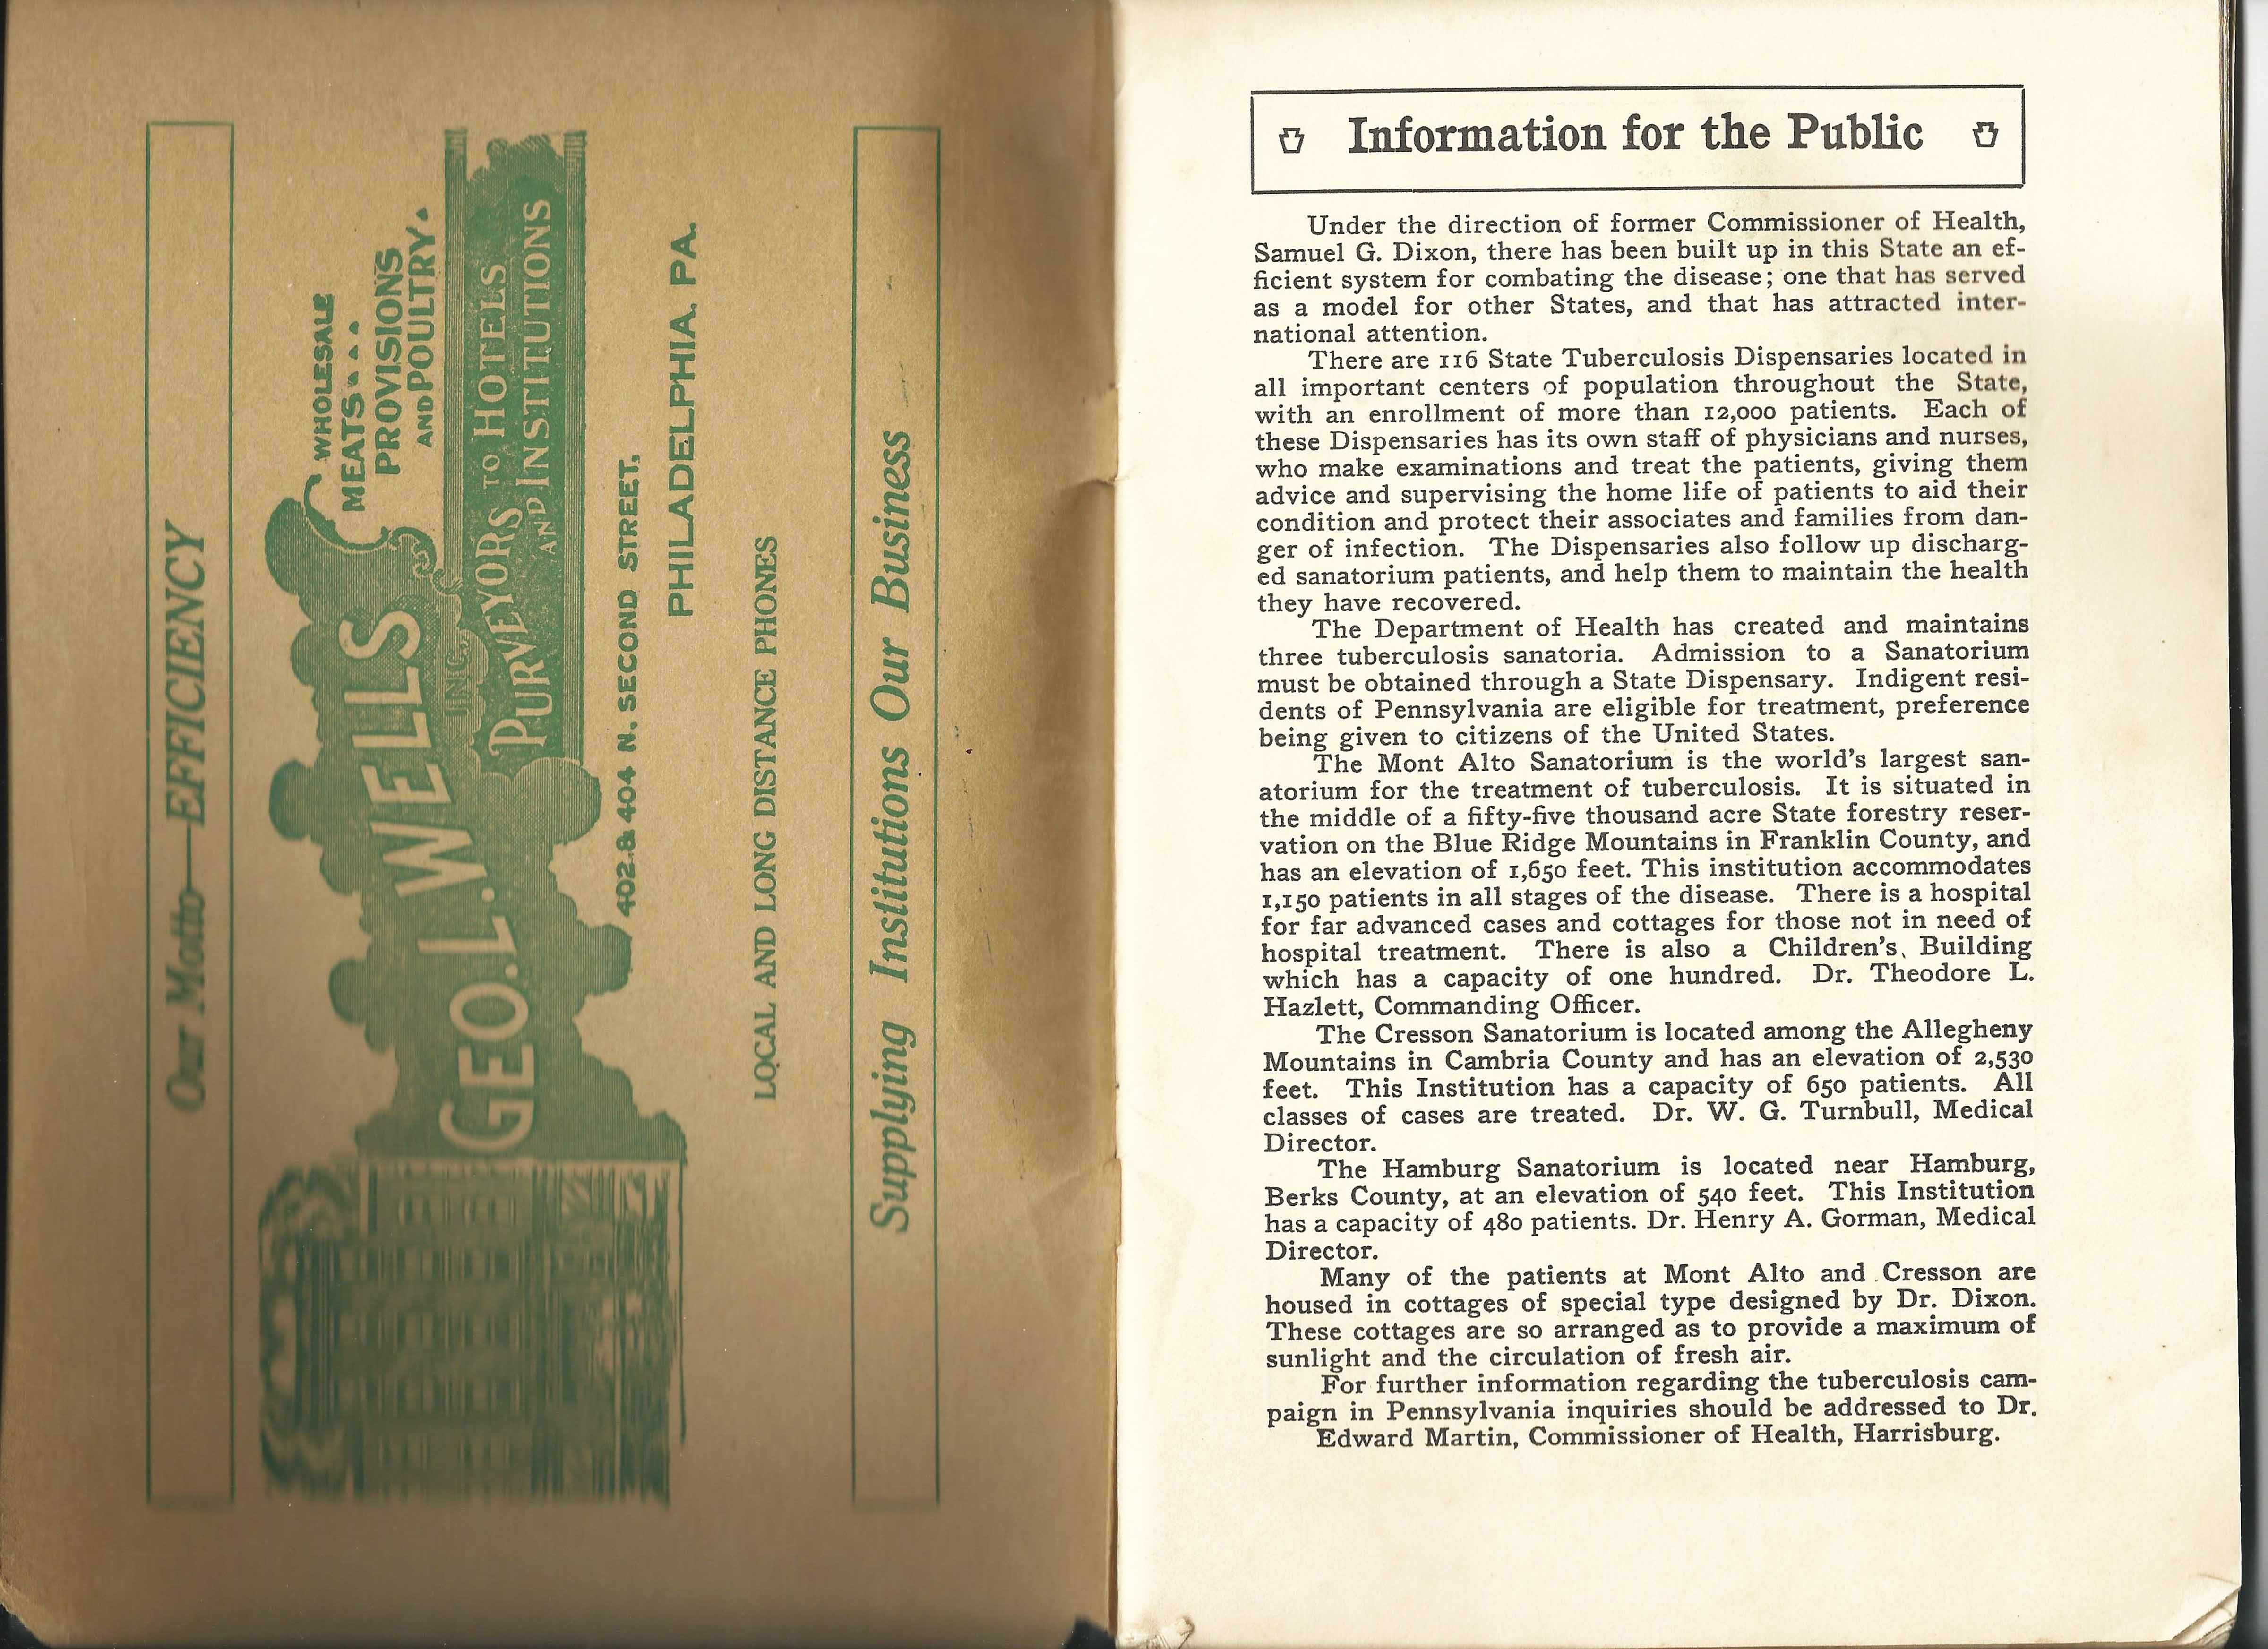 Our Motto—EFFICIENCY
WHOLESALE
MEATS
PROVISIONS
AND POULTRY
GEO. L. WELLS
INC.
PURVEYORS TO HOTELS
AND INSTITUTIONS
402 & 404 N. SECOND STREET,
PHILADELPHIA. PA.
LOCAL AND LONG DISTANCE PHONES
Supplying Institutions Our Business
Information for the Public
Under the direction of former Commissioner of Health,
Samuel G. Dixon, there has been built up in this State an ef-
ficient system for combating the disease; one that has served
as a model for other States, and that has attracted inter-
national attention.
There are 116 State Tuberculosis Dispensaries located in
all important centers of population throughout the State,
with an enrollment of more than 12,000 patients. Each of
these Dispensaries has its own staff of physicians and nurses,
who make examinations and treat the patients, giving them
advice and supervising the home life of patients to aid their
condition and protect their associates and families from dan-
ger of infection. The Dispensaries also follow up discharg-
ed sanatorium patients, and help them to maintain the health
they have recovered.
The Department of Health has created and maintains
three tuberculosis sanatoria. Admission to a Sanatorium
must be obtained through a State Dispensary. Indigent resi-
dents of Pennsylvania are eligible for treatment, preference
being given to citizens of the United States.
The Mont Alto Sanatorium is the world's largest san-
atorium for the treatment of tuberculosis. It is situated in
the middle of a fifty-five thousand acre State forestry reser-
vation on the Blue Ridge Mountains in Franklin County, and
has an elevation of 1,650 feet. This institution accommodates
1,150 patients in all stages of the disease. There is a hospital
for far advanced cases and cottages for those not in need of
hospital treatment. There is also a Children's Building
which has a capacity of one hundred. Dr. Theodore L.
Hazlett, Commanding Officer.
The Cresson Sanatorium is located among the Allegheny
Mountains in Cambria County and has an elevation of 2,530
feet. This Institution has a capacity of 650 patients. All
classes of cases are treated. Dr. W. G. Turnbull, Medical
Director.
The Hamburg Sanatorium is located near Hamburg,
Berks County, at an elevation of 540 feet. This Institution
has a capacity of 480 patients. Dr. Henry A. Gorman, Medical
Director.
Many of the patients at Mont Alto and Cresson are
housed in cottages of special type designed by Dr. Dixon.
These cottages are so arranged as to provide a maximum of
sunlight and the circulation of fresh air.
For further information regarding the tuberculosis cam-
paign in Pennsylvania inquiries should be addressed to Dr.
Edward Martin, Commissioner of Health, Harrisburg.